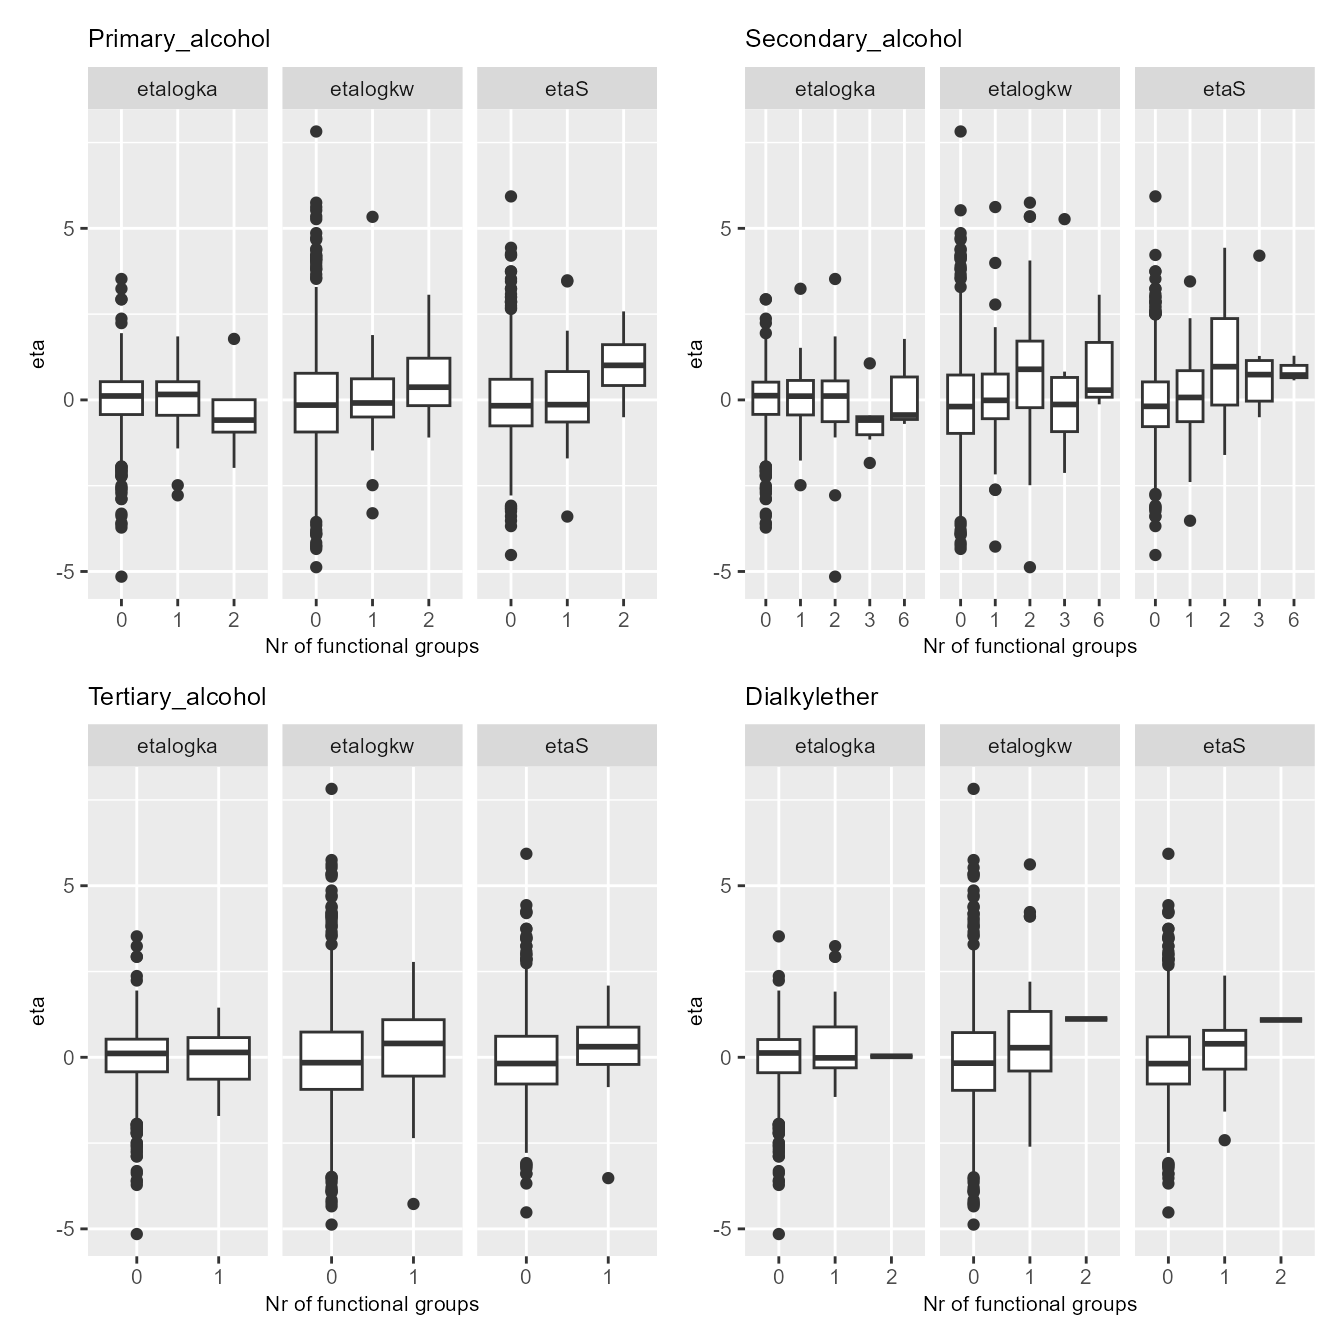 Primary_alcohol
etalogka etalogkw etaS
eta
5
0
-5
0 1 2 0 1 2 0 1 2
Nr of functional groups
Secondary_alcohol
etalogka etalogkw etaS
eta
5
0
-5
0 1 2 3 6 0 1 2 3 6 0 1 2 3 6
Nr of functional groups
Tertiary_alcohol
etalogka etalogkw etaS
eta
5
0
-5
0 1 0 1 0 1
Nr of functional groups
Dialkylether
etalogka etalogkw etaS
eta
5
0
-5
0 1 2 0 1 2 0 1 2
Nr of functional groups